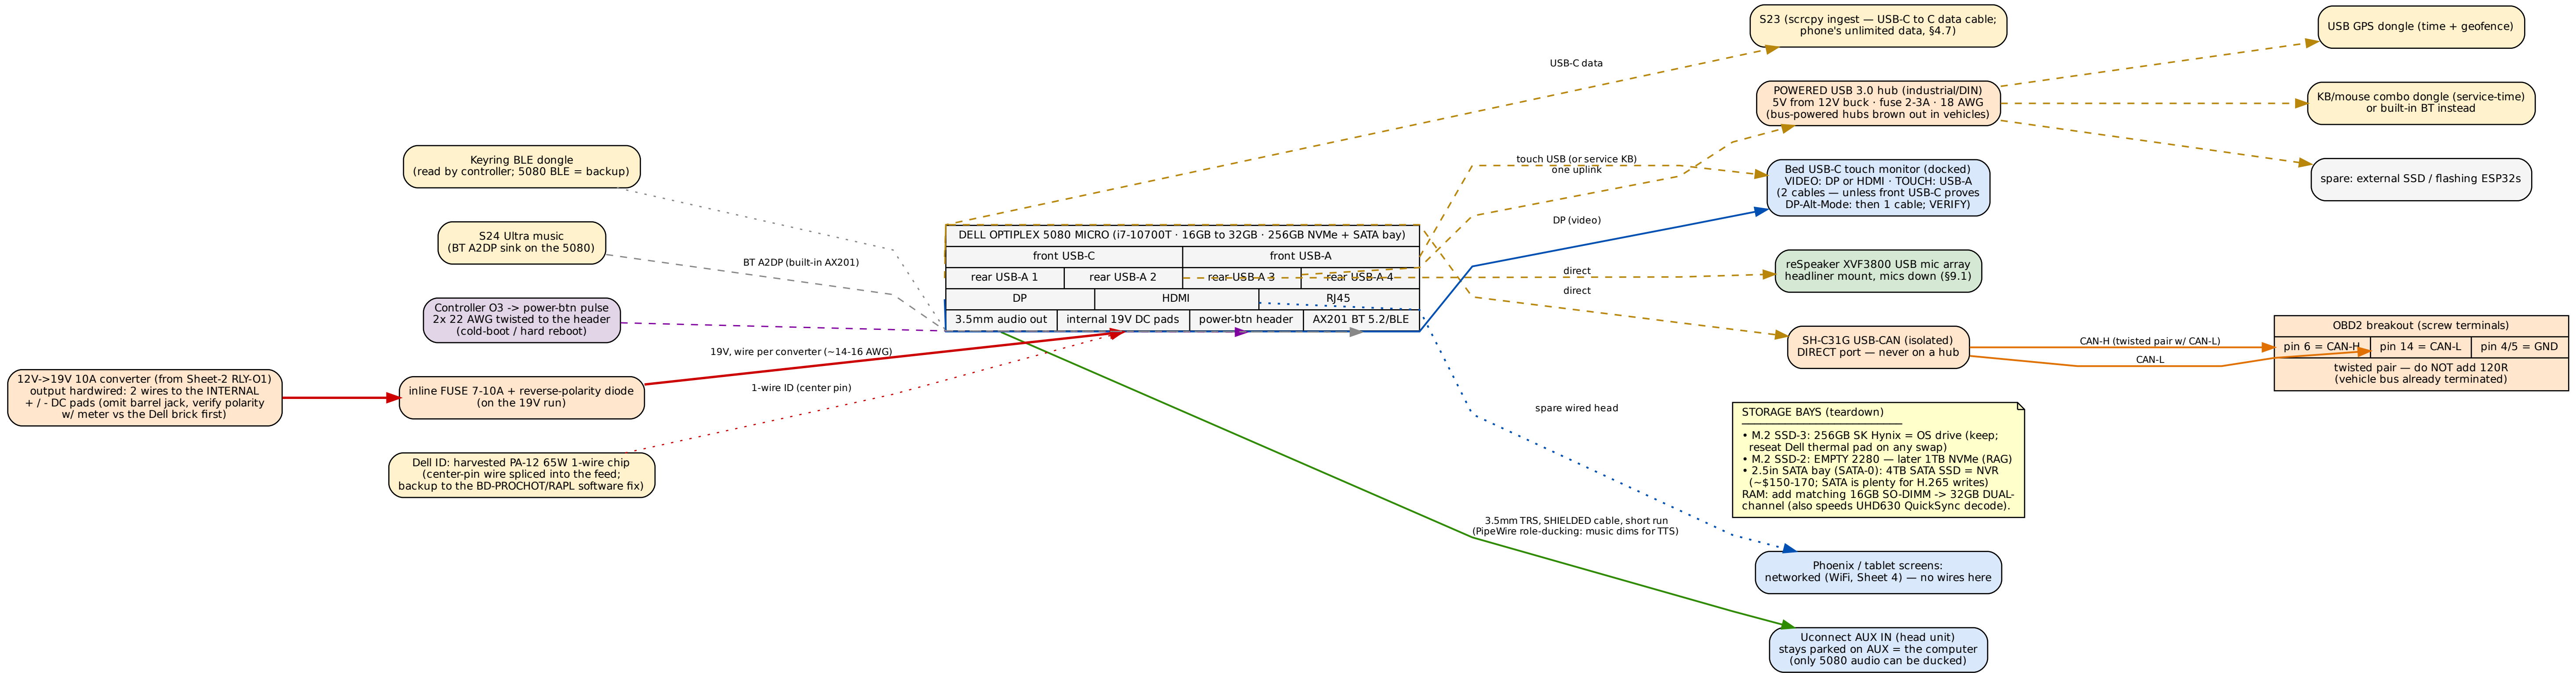 S23 (scrcpy ingest — USB-C to C data cable;
phone's unlimited data, §4.7)
USB GPS dongle (time + geofence)
USB-C data
POWERED USB 3.0 hub (industrial/DIN)
5V from 12V buck · fuse 2-3A · 18 AWG
(bus-powered hubs brown out in vehicles)
KB/mouse combo dongle (service-time)
or built-in BT instead
Keyring BLE dongle
(read by controller; 5080 BLE = backup)
touch USB (or service KB)
one uplink
Bed USB-C touch monitor (docked)
VIDEO: DP or HDMI · TOUCH: USB-A
(2 cables — unless front USB-C proves
DP-Alt-Mode: then 1 cable; VERIFY)
spare: external SSD / flashing ESP32s
S24 Ultra music
(BT A2DP sink on the 5080)
BT A2DP (built-in AX201)
DP (video)
DELL OPTIPLEX 5080 MICRO (i7-10700T · 16GB to 32GB · 256GB NVMe + SATA bay)
front USB-C
front USB-A
rear USB-A 1
rear USB-A 2
rear USB-A 3
rear USB-A 4
DP
HDMI
RJ45
3.5mm audio out
internal 19V DC pads
power-btn header
AX201 BT 5.2/BLE
direct
direct
reSpeaker XVF3800 USB mic array
headliner mount, mics down (§9.1)
Controller O3 -> power-btn pulse
2x 22 AWG twisted to the header
(cold-boot / hard reboot)
SH-C31G USB-CAN (isolated)
DIRECT port — never on a hub
CAN-H (twisted pair w/ CAN-L)
CAN-L
OBD2 breakout (screw terminals)
pin 6 = CAN-H
pin 14 = CAN-L
pin 4/5 = GND
twisted pair — do NOT add 120R
(vehicle bus already terminated)
12V->19V 10A converter (from Sheet-2 RLY-O1)
output hardwired: 2 wires to the INTERNAL
+ / - DC pads (omit barrel jack, verify polarity
w/ meter vs the Dell brick first)
inline FUSE 7-10A + reverse-polarity diode
(on the 19V run)
19V, wire per converter (~14-16 AWG)
1-wire ID (center pin)
Dell ID: harvested PA-12 65W 1-wire chip
(center-pin wire spliced into the feed;
backup to the BD-PROCHOT/RAPL software fix)
spare wired head
STORAGE BAYS (teardown)
• M.2 SSD-3: 256GB SK Hynix = OS drive (keep;
reseat Dell thermal pad on any swap)
• M.2 SSD-2: EMPTY 2280 — later 1TB NVMe (RAG)
• 2.5in SATA bay (SATA-0): 4TB SATA SSD = NVR
(~$150-170; SATA is plenty for H.265 writes)
RAM: add matching 16GB SO-DIMM -> 32GB DUAL-
channel (also speeds UHD630 QuickSync decode).
3.5mm TRS, SHIELDED cable, short run
(PipeWire role-ducking: music dims for TTS)
Phoenix / tablet screens:
networked (WiFi, Sheet 4) — no wires here
Uconnect AUX IN (head unit)
stays parked on AUX = the computer
(only 5080 audio can be ducked)